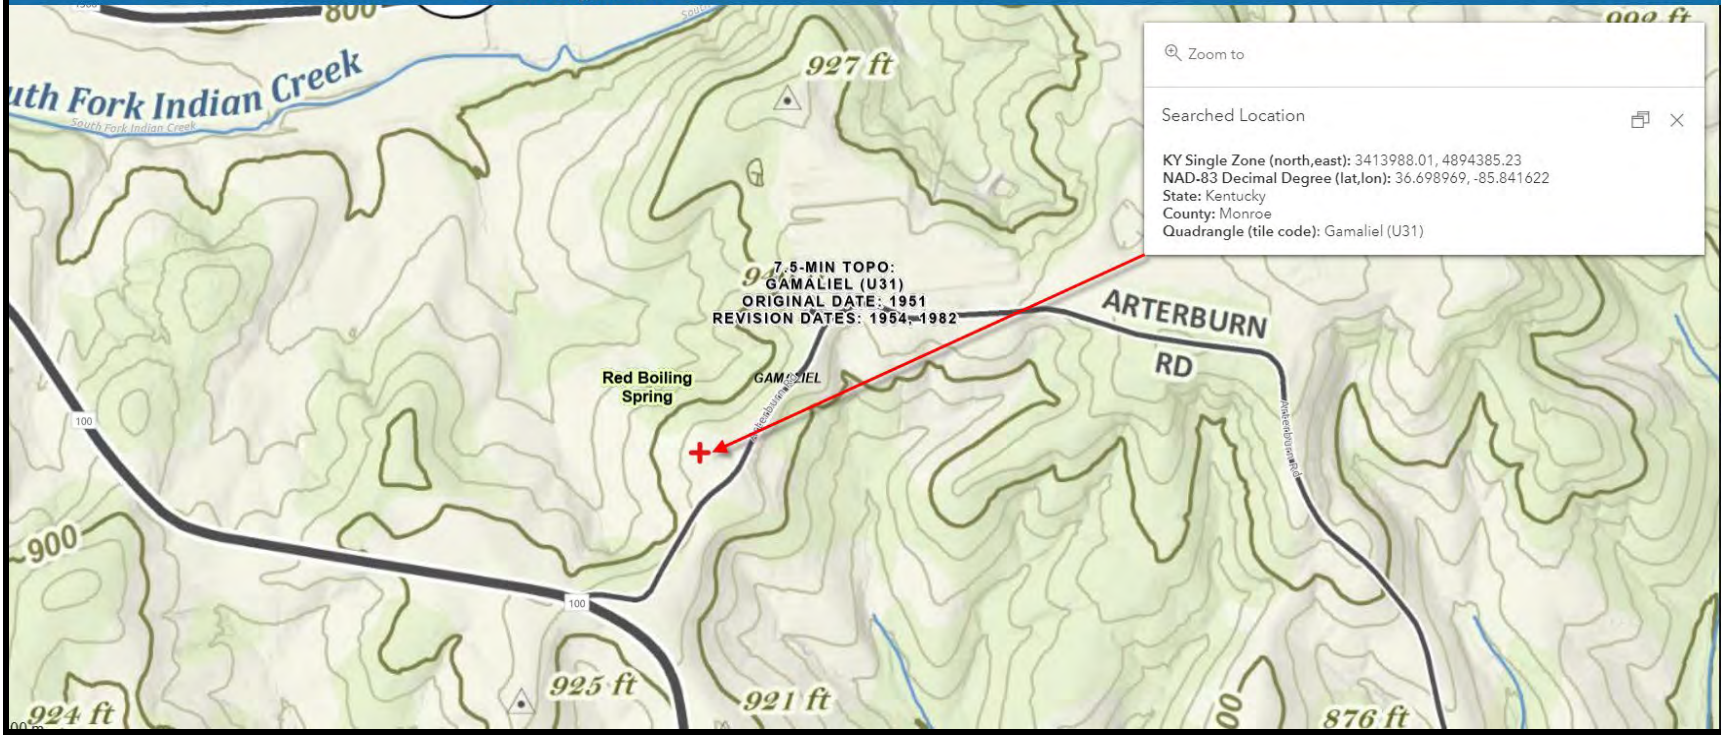 800
992 ft
uth Fork Indian Creek
South Fork Indian Creek
South
927 ft
Zoom to
Searched Location
KY Single Zone (north,east): 3413988.01, 4894385.23
NAD-83 Decimal Degree (lat,lon): 36.698969, -85.841622
State: Kentucky
County: Monroe
Quadrangle (tile code): Gamaliel (U31)
7.5-MIN TOPO:
GAMALIEL (U31)
ORIGINAL DATE: 1951
REVISION DATES: 1954, 1982
ARTERBURN
RD
Red Boiling
Spring
GAMALIEL
Arterburn Rd
100
900
100
925 ft
921 ft
924 ft
876 ft
00 m